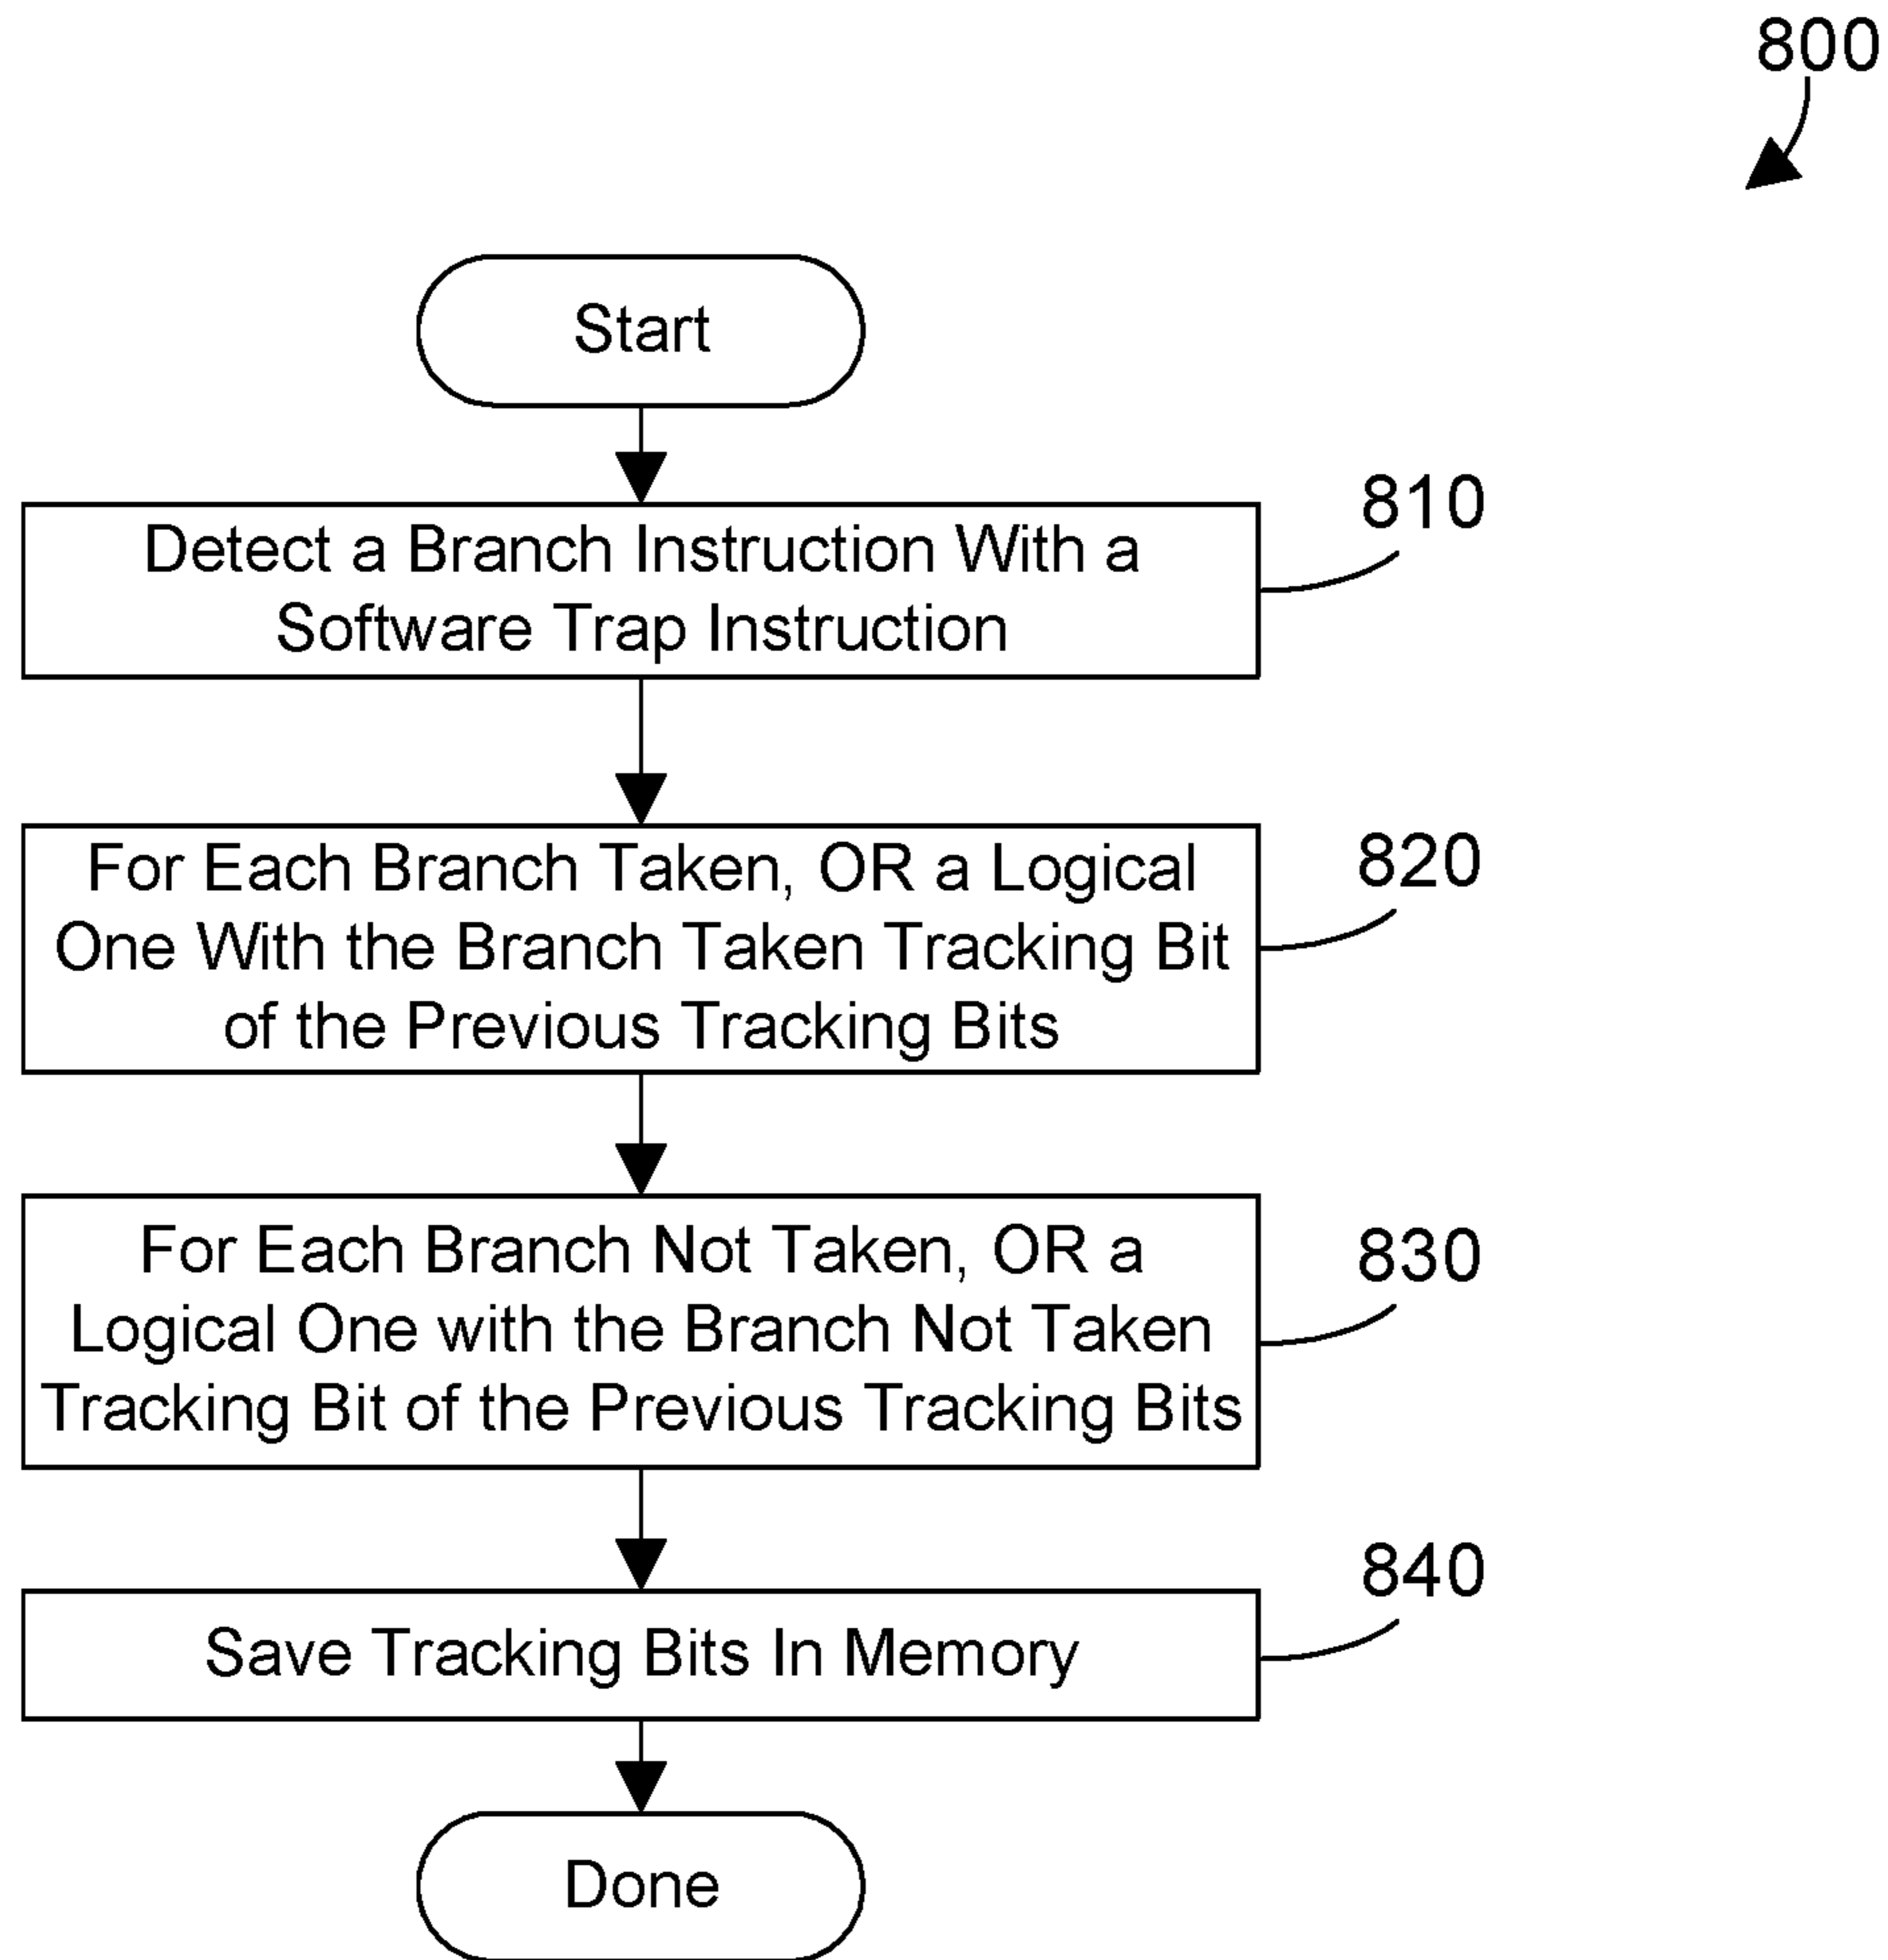 800
Start
810
Detect a Branch Instruction With a
Software Trap Instruction
820
For Each Branch Taken, OR a Logical
One With the Branch Taken Tracking Bit
of the Previous Tracking Bits
830
For Each Branch Not Taken, OR a
Logical One with the Branch Not Taken
Tracking Bit of the Previous Tracking Bits
840
Save Tracking Bits In Memory
Done